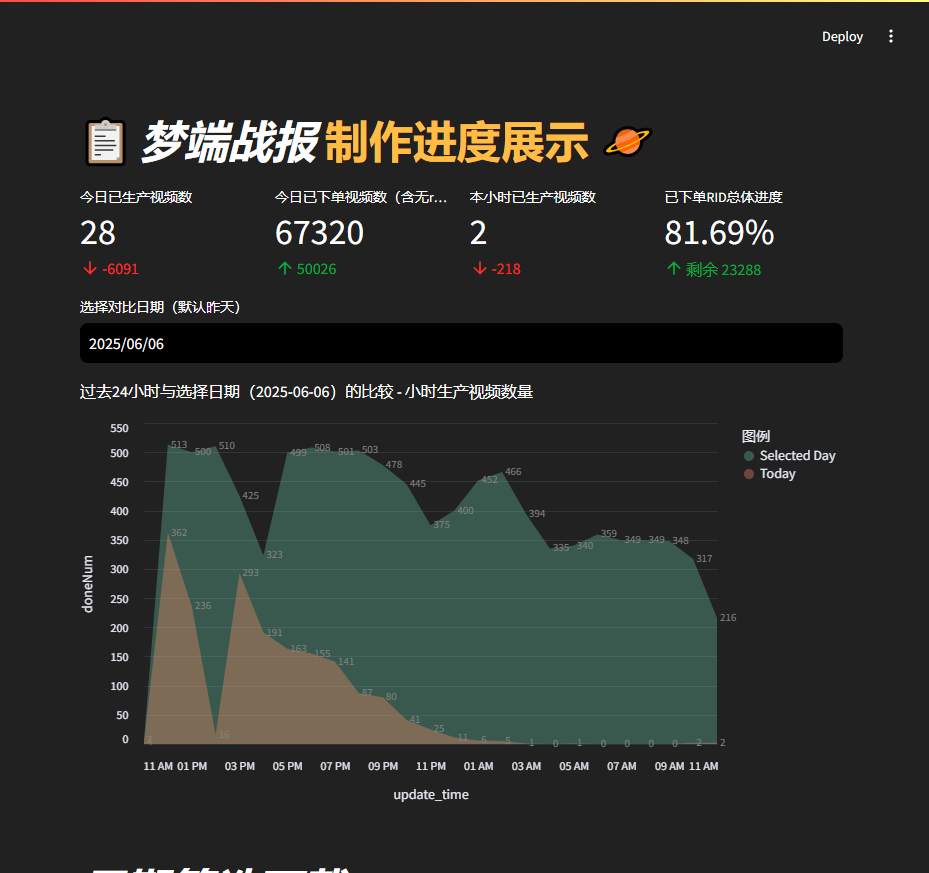 Deploy
梦端战报 制作进度展示
今日已生产视频数
28
-6091
今日已下单视频数（含无r…
67320
50026
本小时已生产视频数
2
-218
已下单RID总体进度
81.69%
剩余 23288
选择对比日期（默认昨天）
2025/06/06
过去24小时与选择日期（2025-06-06）的比较 - 小时生产视频数量
图例
Selected Day
Today
doneNum
550
500
450
400
350
300
250
200
150
100
50
0
513 500 510 425 323 499 508 501 503 478 445 375 400 452 466 394 335 340 359 349 349 348 317 216
362 236 16 293 191 163 155 141 87 80 41 25 11 6 5 1 0 1 0 0 0 0 2 2
11 AM 01 PM 03 PM 05 PM 07 PM 09 PM 11 PM 01 AM 03 AM 05 AM 07 AM 09 AM 11 AM
update_time